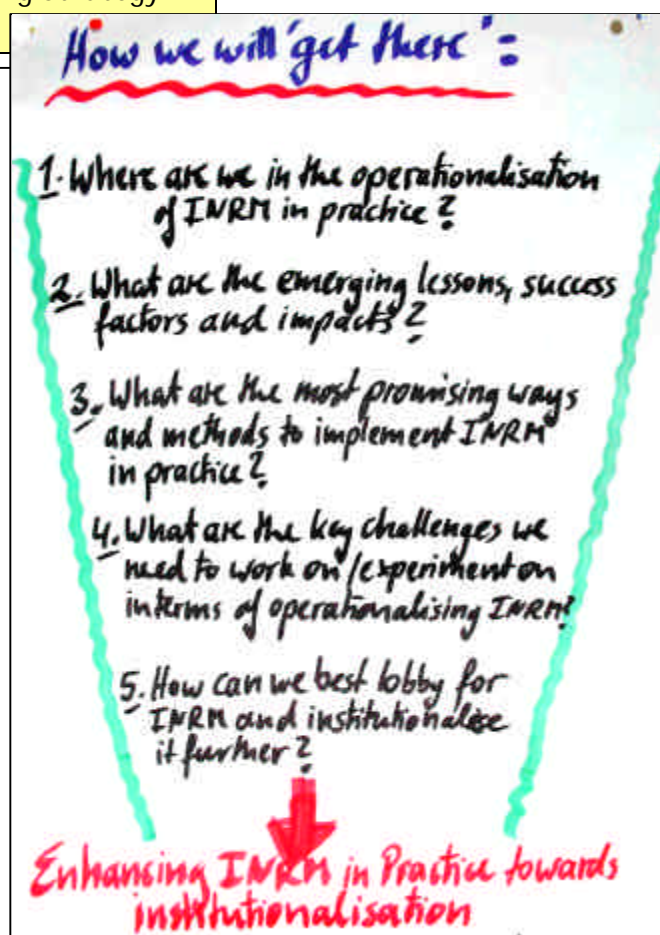 How we will 'get there' =
1. Where are we in the operationalisation
of INRM in practice?
2. What are the emerging lessons, success
factors and impacts?
3. What are the most promising ways
and methods to implement INRM
in practice?
4. What are the key challenges we
need to work on / experiment on
in terms of operationalising INRM?
5. How can we best lobby for
INRM and institutionalise
it further?
Enhancing INRM in Practice towards
institutionalisation